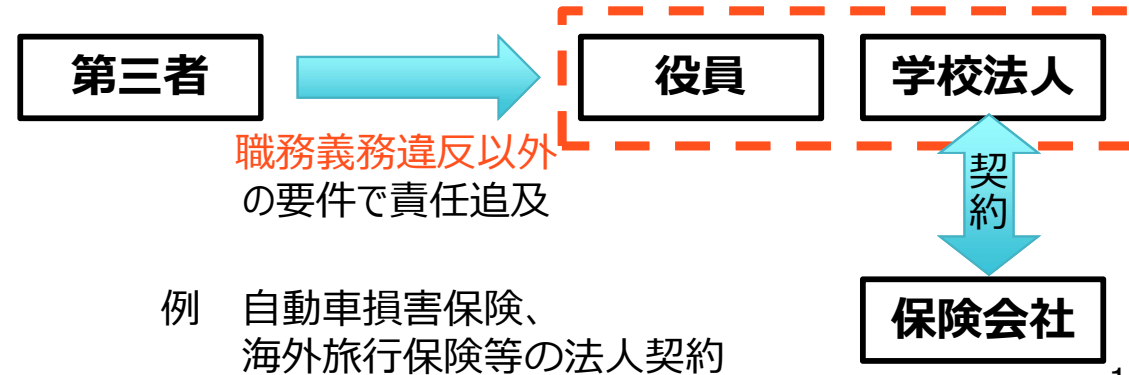 第三者
役員
学校法人
職務義務違反以外
の要件で責任追及
契約
例 自動車損害保険、
海外旅行保険等の法人契約
保険会社